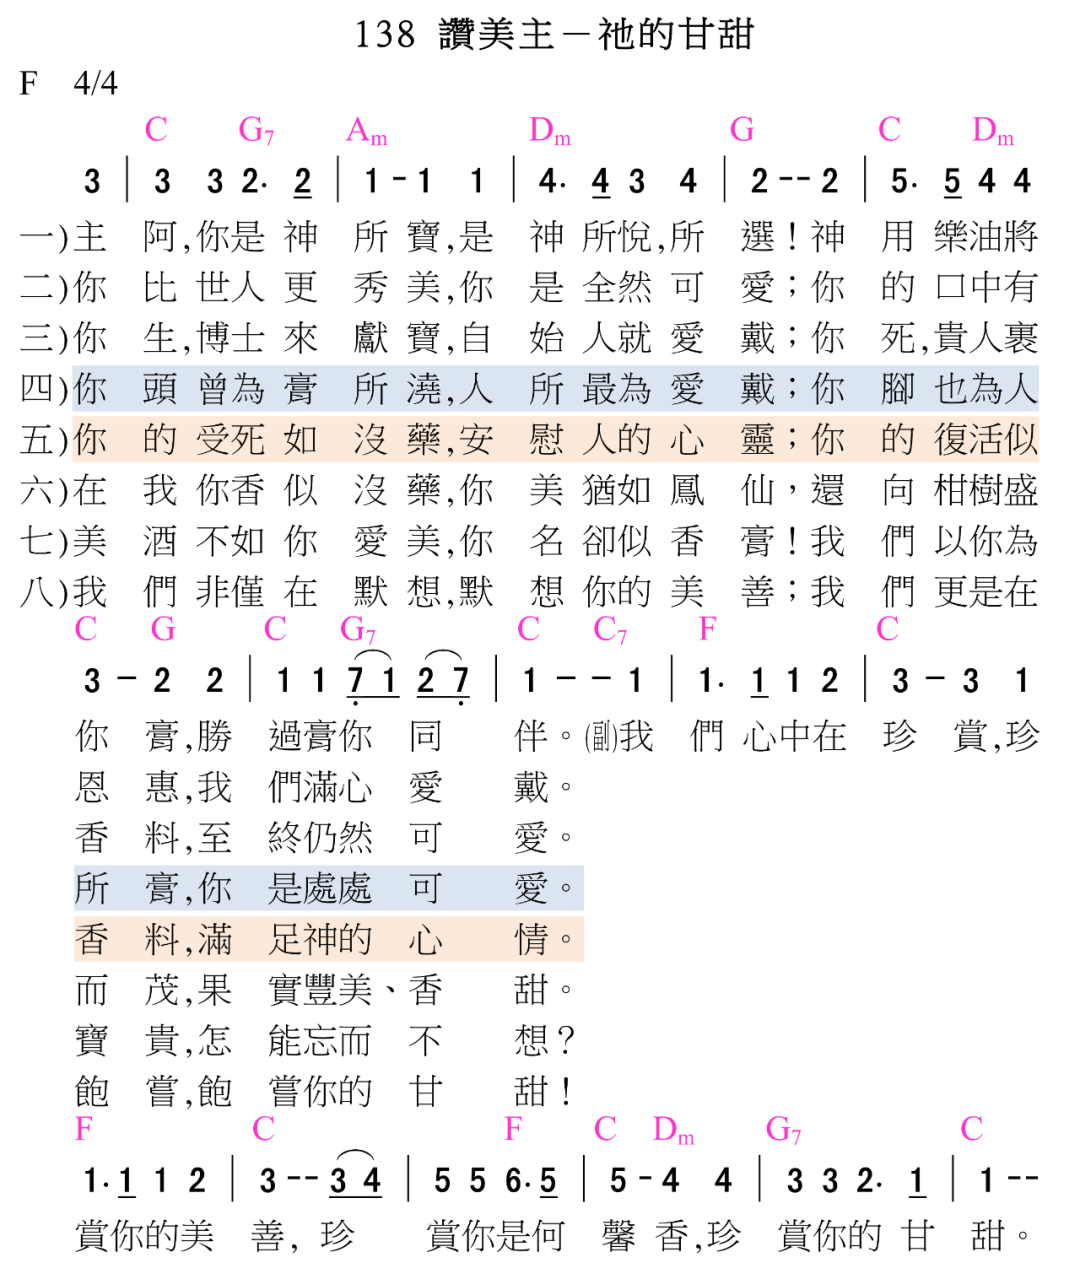 138 讚美主－祂的甘甜
F 4/4
C G7 Am Dm G C Dm
3 | 3 3 2. 2 | 1 - 1 1 | 4. 4 3 4 | 2 - - 2 | 5. 5 4 4
一)主 阿,你是 神 所 寶,是 神 所悅,所 選！神 用 樂油將
二)你 比 世人 更 秀 美,你 是 全然 可 愛；你 的 口中有
三)你 生,博士 來 獻 寶,自 始 人就 愛 戴；你 死,貴人裹
四)你 頭 曾為 膏 所 澆,人 所 最為 愛 戴；你 腳 也為人
五)你 的 受死 如 沒 藥,安 慰 人的 心 靈；你 的 復活似
六)在 我 你香 似 沒 藥,你 美 猶如 鳳 仙，還 向 柑樹盛
七)美 酒 不如 你 愛 美,你 名 卻似 香 膏！我 們 以你為
八)我 們 非僅 在 默 想,默 想 你的 美 善；我 們 更是在
C G C G7 C C7 F C
3 - 2 2 | 1 1 7 1 2 7 | 1 - - 1 | 1. 1 1 2 | 3 - 3 1
你 膏,勝 過膏你 同 伴。(副)我 們 心中在 珍 賞,珍
恩 惠,我 們滿心 愛 戴。
香 料,至 終仍然 可 愛。
所 膏,你 是處處 可 愛。
香 料,滿 足神的 心 情。
而 茂,果 實豐美、香 甜。
寶 貴,怎 能忘而 不 想？
飽 嘗,飽 嘗你的 甘 甜！
F C F C Dm G7 C
1. 1 1 2 | 3 - - 3 4 | 5 5 6. 5 | 5 - 4 4 | 3 3 2. 1 | 1 - -
賞你的美 善, 珍 賞你是何 馨 香,珍 賞你的 甘 甜。